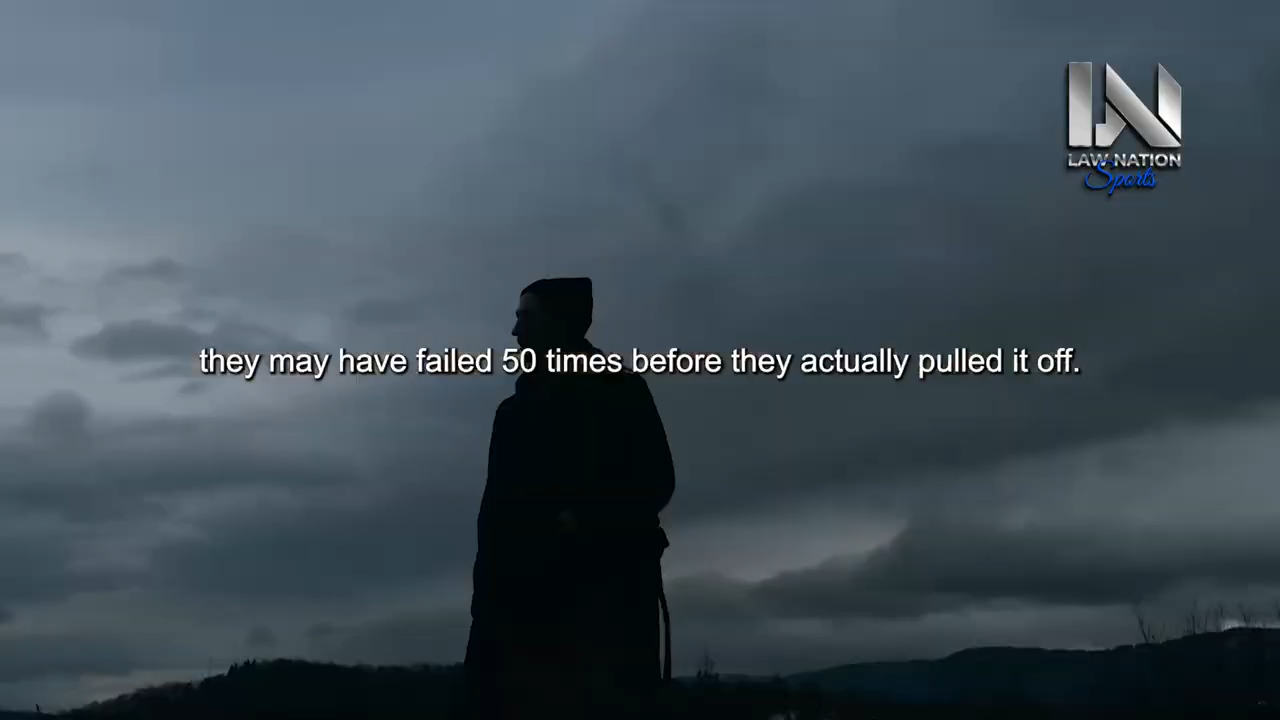 LAW NATION
Sports
they may have failed 50 times before they actually pulled it off.